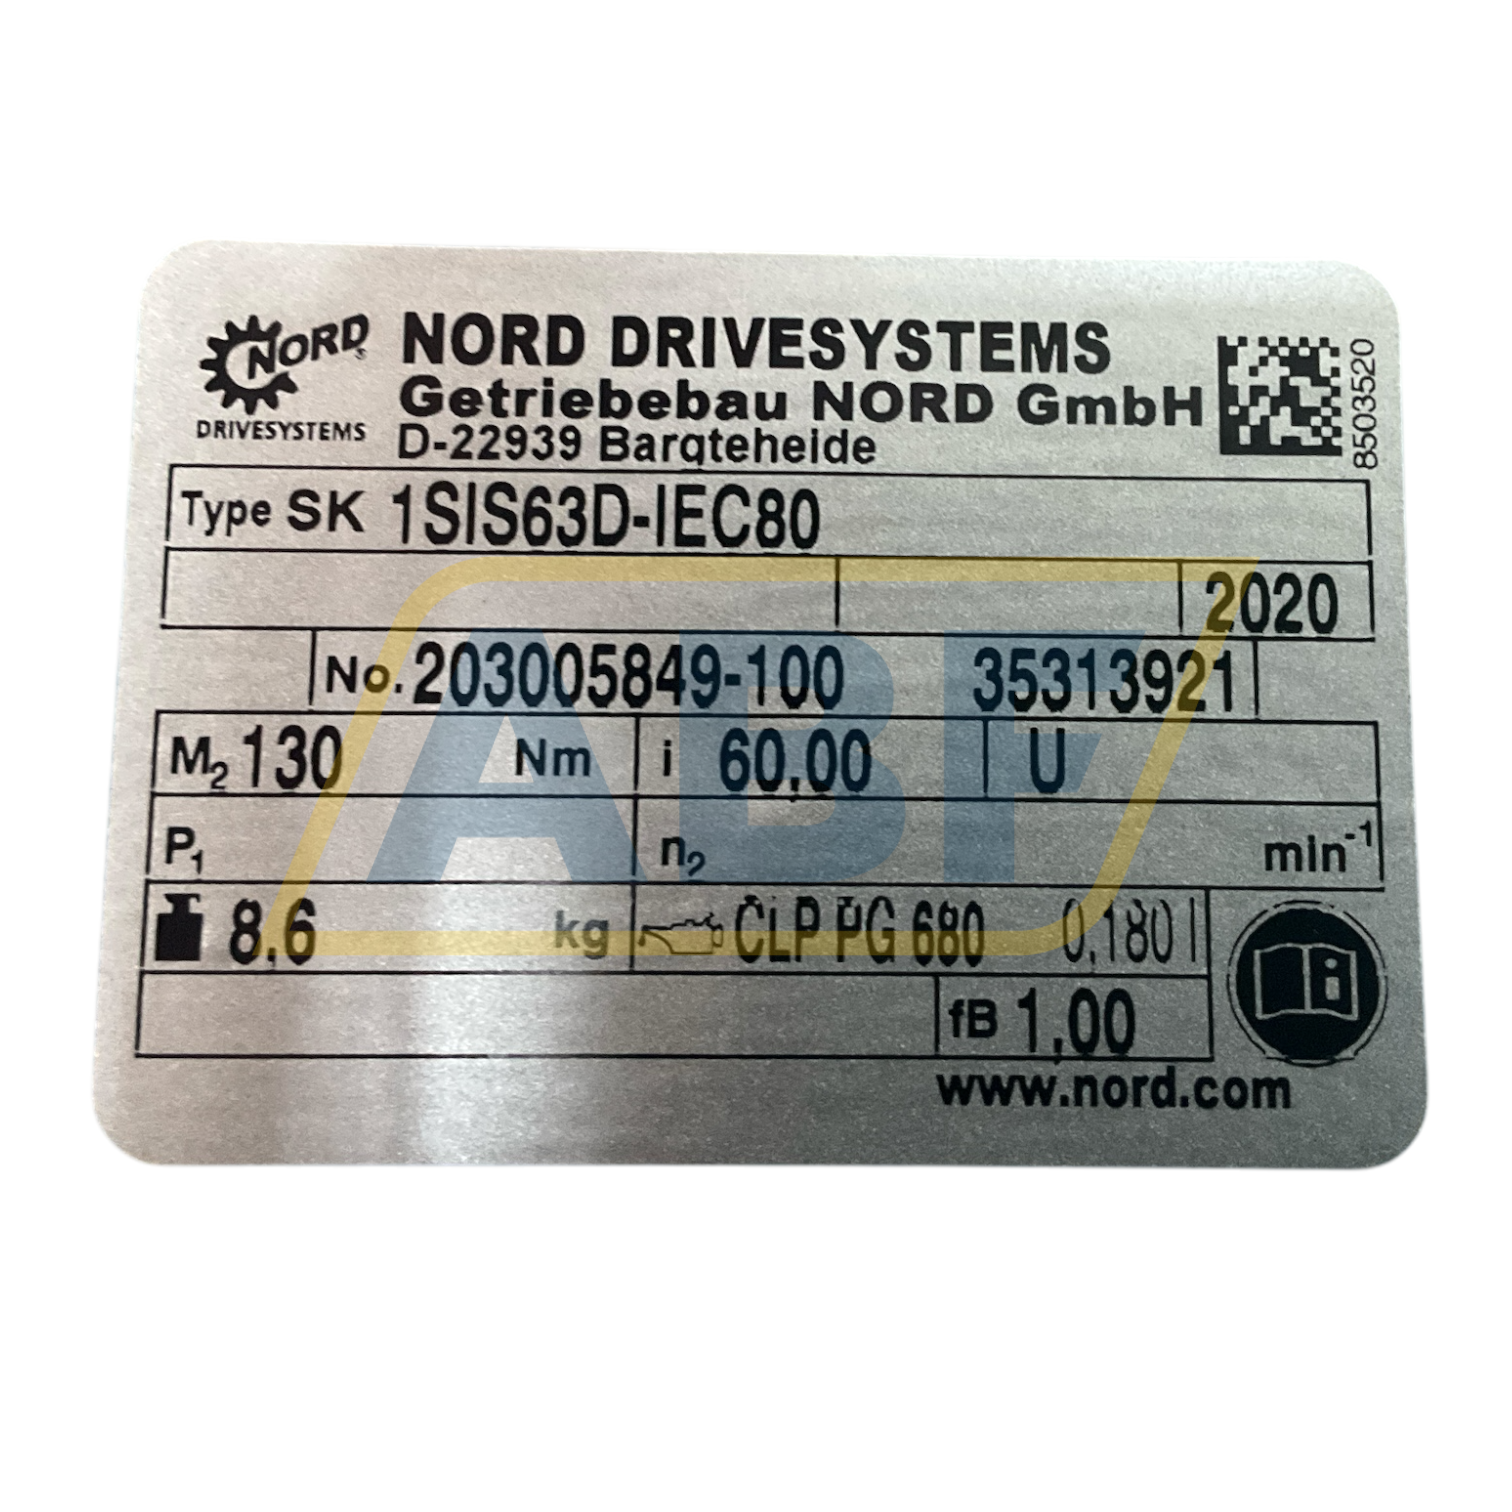 NORD
DRIVESYSTEMS
NORD DRIVESYSTEMS
Getriebebau NORD GmbH
D-22939 Bargteheide
8503520
Type SK 1SIS63D-IEC80
2020
No. 203005849-100 35313921
M2 130 Nm i 60,00 U
P1 n2 min-1
8,6 kg CLP PG 680 0,180 l
fB 1,00
www.nord.com
ABF